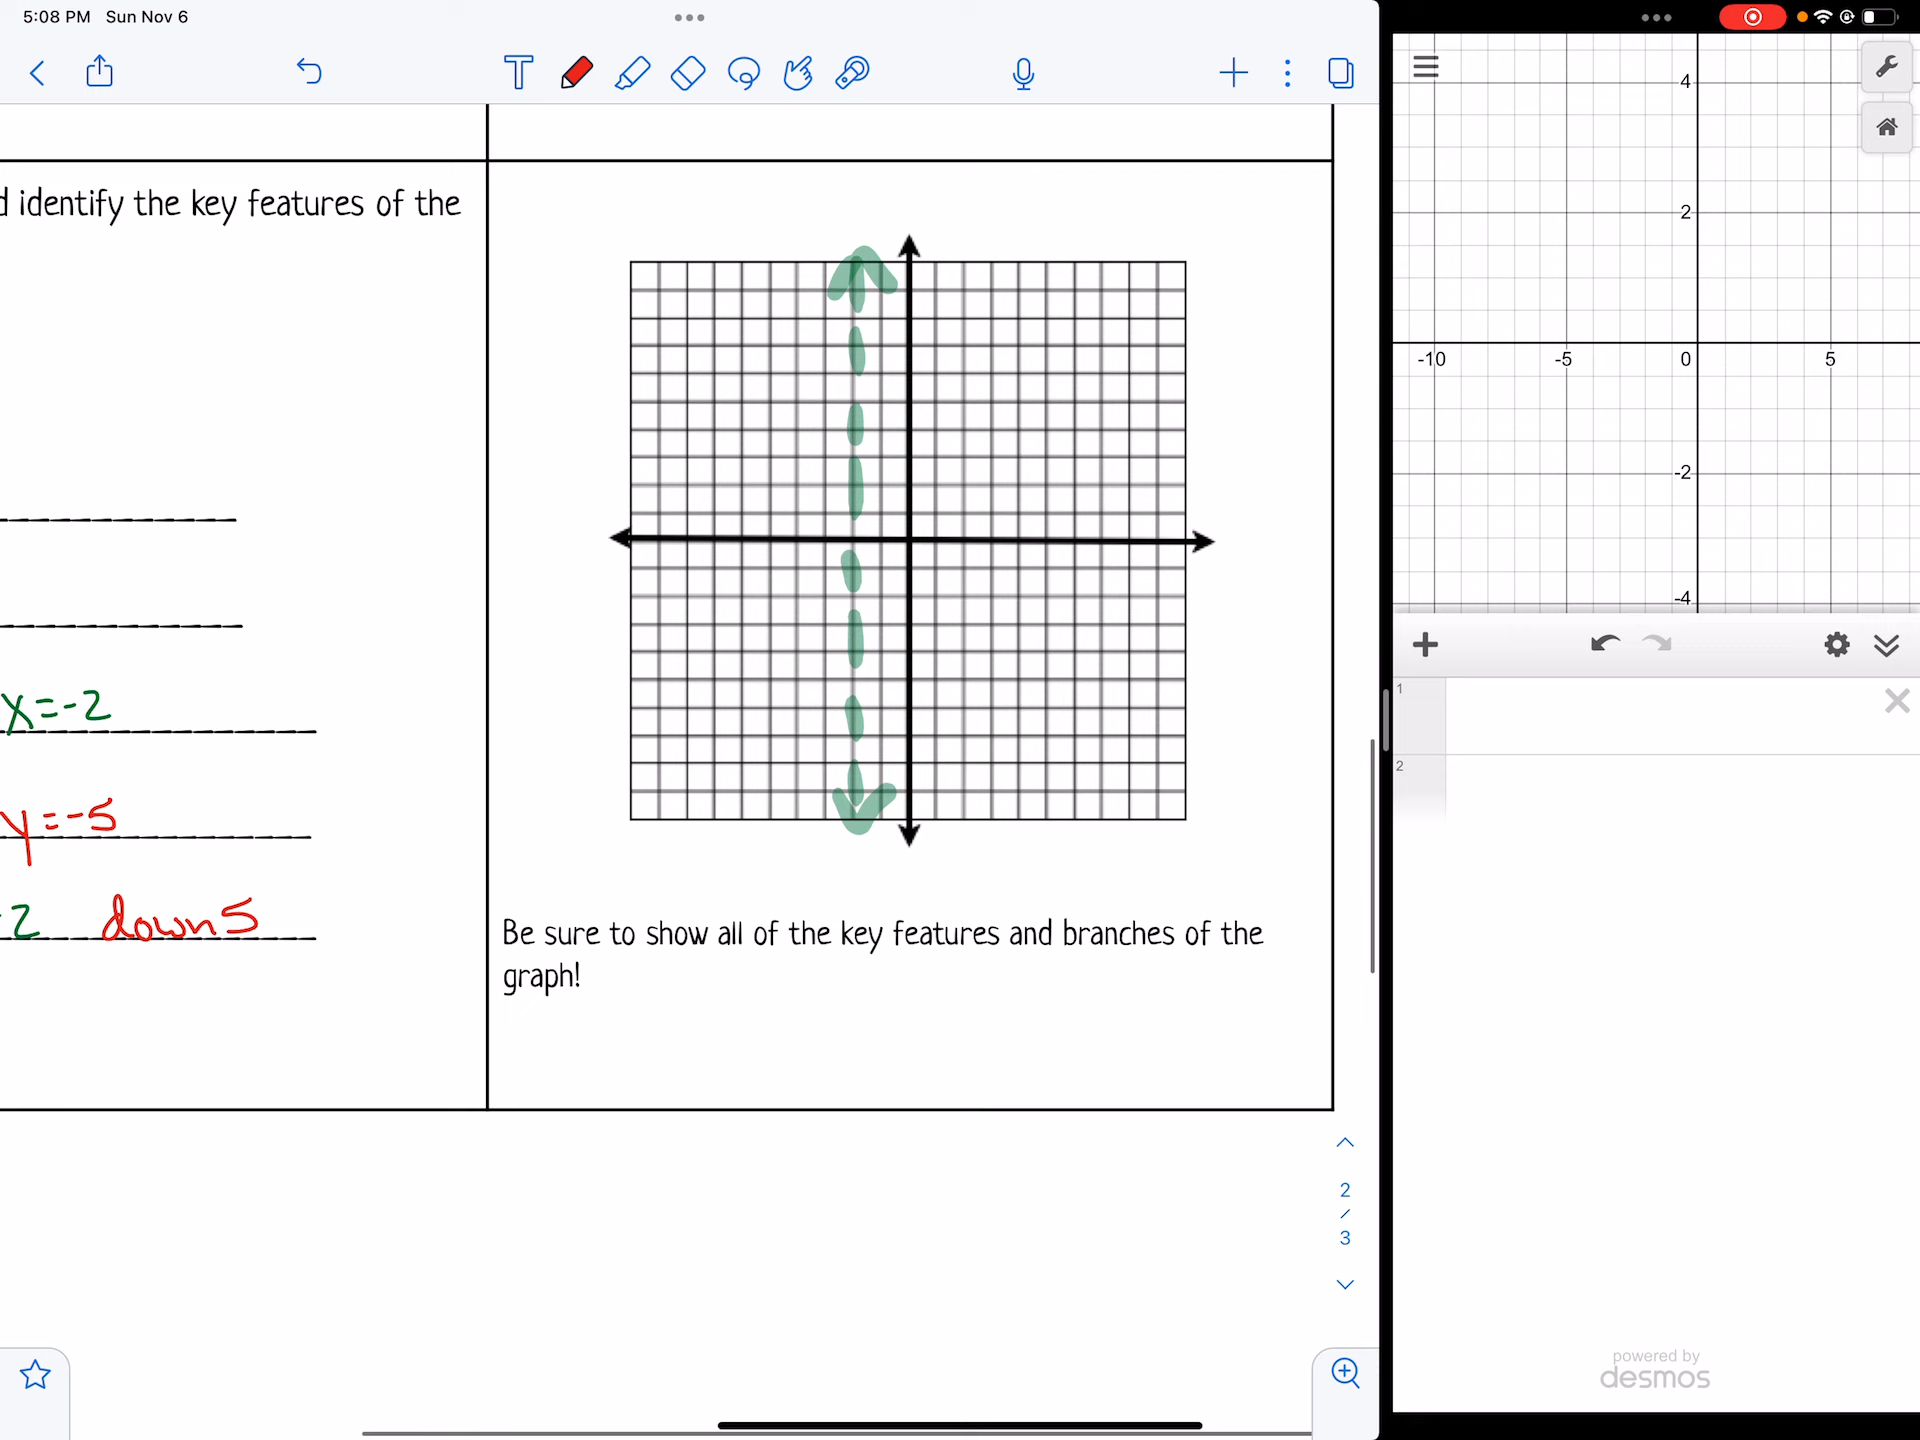 5:08 PM Sun Nov 6
identify the key features of the
x=-2
y=-5
2 down 5
Be sure to show all of the key features and branches of the
graph!
2
/
3
4
2
-10 -5 0 5
-2
-4
1
2
powered by
desmos